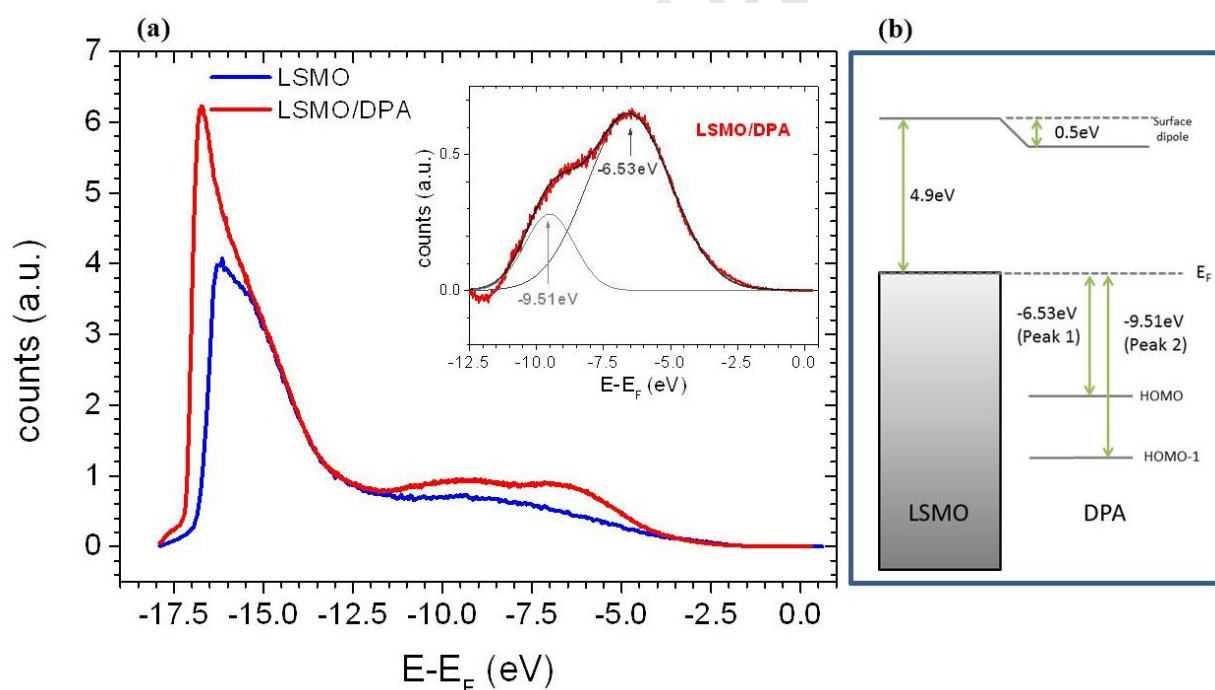 (a)
LSMO
LSMO/DPA
7
6
5
4
3
2
1
0
counts (a.u.)
-17.5 -15.0 -12.5 -10.0 -7.5 -5.0 -2.5 0.0
E-E_F (eV)
LSMO/DPA
0.5
0.0
counts (a.u.)
-6.53eV
-9.51eV
-12.5 -10.0 -7.5 -5.0 -2.5 0.0
E-E_F (eV)
(b)
Surface
dipole
0.5eV
4.9eV
E_F
-6.53eV
(Peak 1)
-9.51eV
(Peak 2)
HOMO
HOMO-1
LSMO
DPA